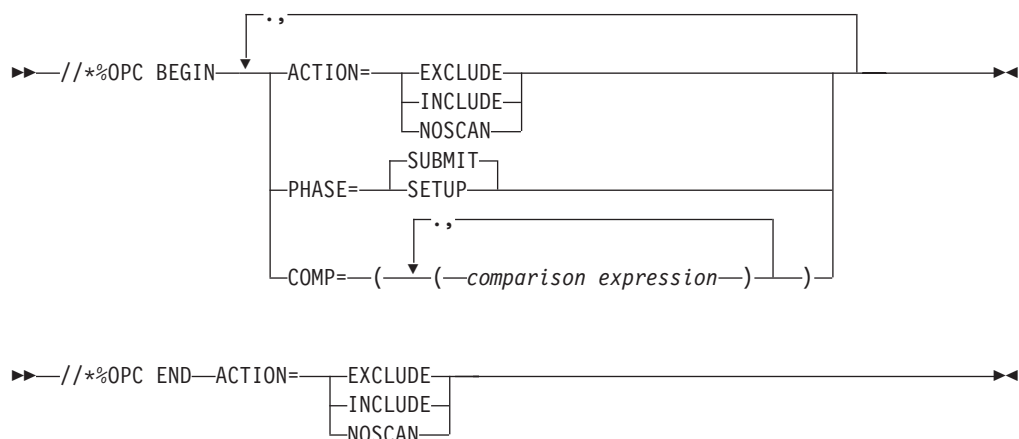 .,
//*%OPC BEGIN ACTION= EXCLUDE
INCLUDE
NOSCAN
SUBMIT
PHASE= SETUP
.,
COMP= ( ( comparison expression ) )
//*%OPC END ACTION= EXCLUDE
INCLUDE
NOSCAN